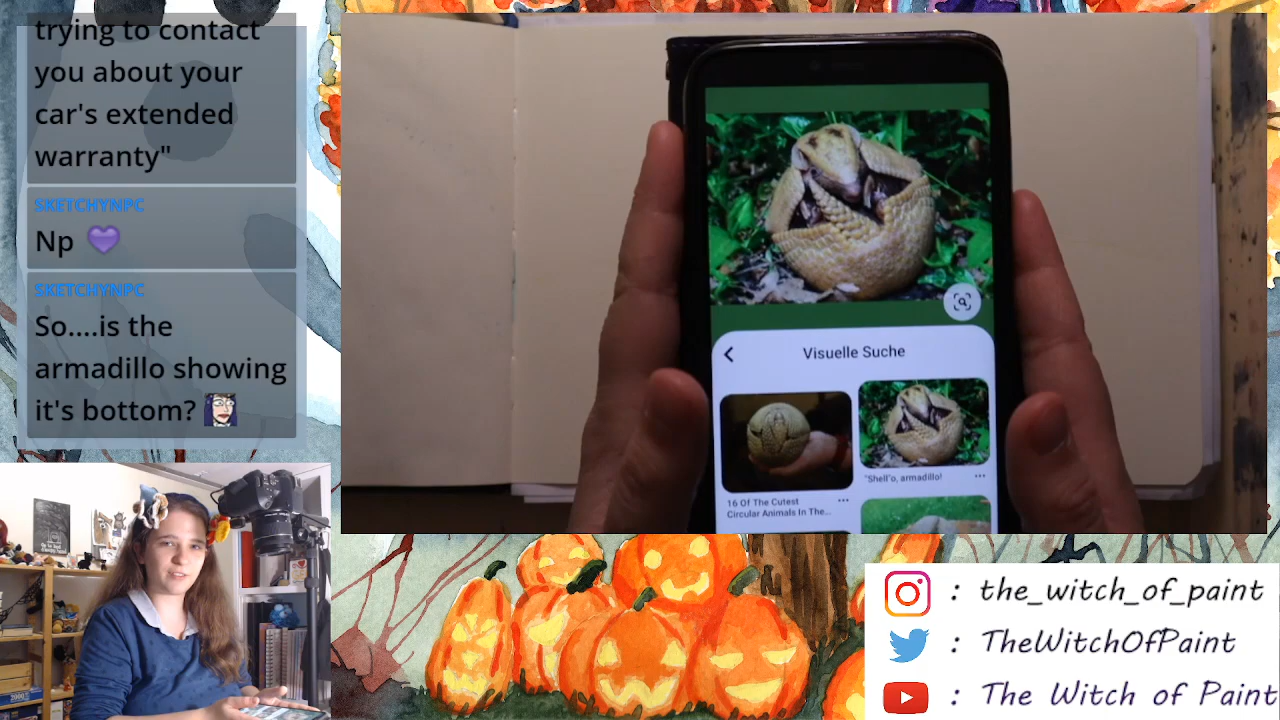 trying to contact
you about your
car's extended
warranty"
SKETCHYNPC
Np
SKETCHYNPC
So....is the
armadillo showing
it's bottom?
Visuelle Suche
16 Of The Cutest
Circular Animals In The...
"Shell"o, armadillo!
: the_witch_of_paint
: TheWitchOfPaint
: The Witch of Paint